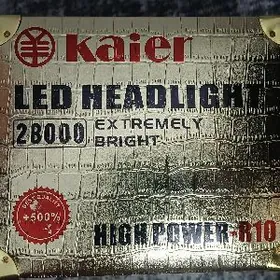 Kaier
LED HEADLIGHT
28000 EXTREMELY
BRIGHT
+500%
HIGH POWER-R10